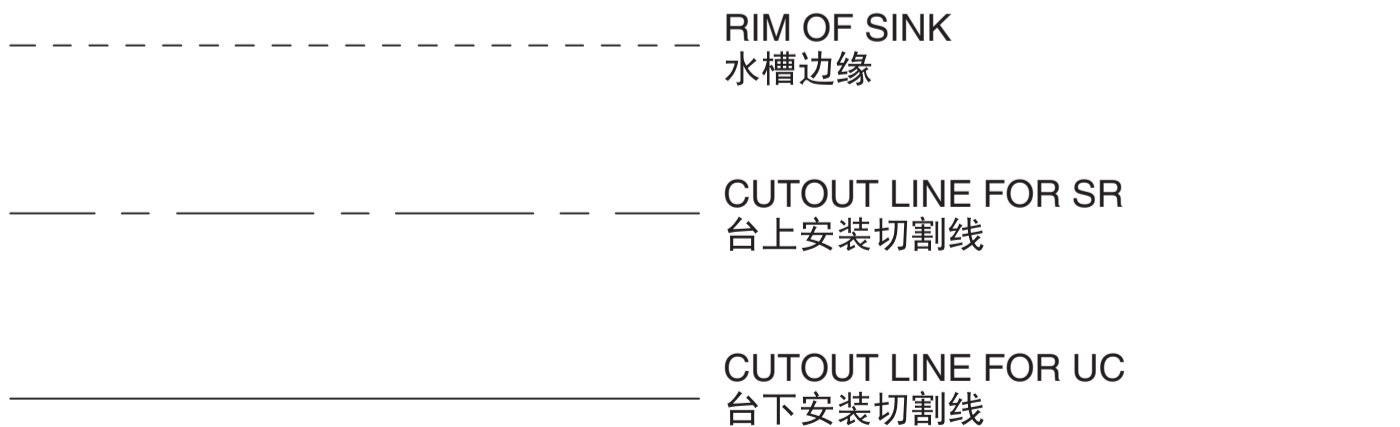 RIM OF SINK
水槽边缘
CUTOUT LINE FOR SR
台上安装切割线
CUTOUT LINE FOR UC
台下安装切割线